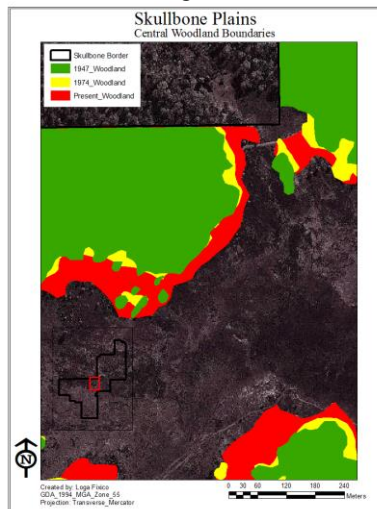 Skullbone Plains
Central Woodland Boundaries
Skullbone Border
1947_Woodland
1974_Woodland
Present_Woodland
N
Created by: Loga Fixco
GDA_1994_MGA_Zone_55
Projection: Transverse_Mercator
0 30 60 120 180 240
Meters